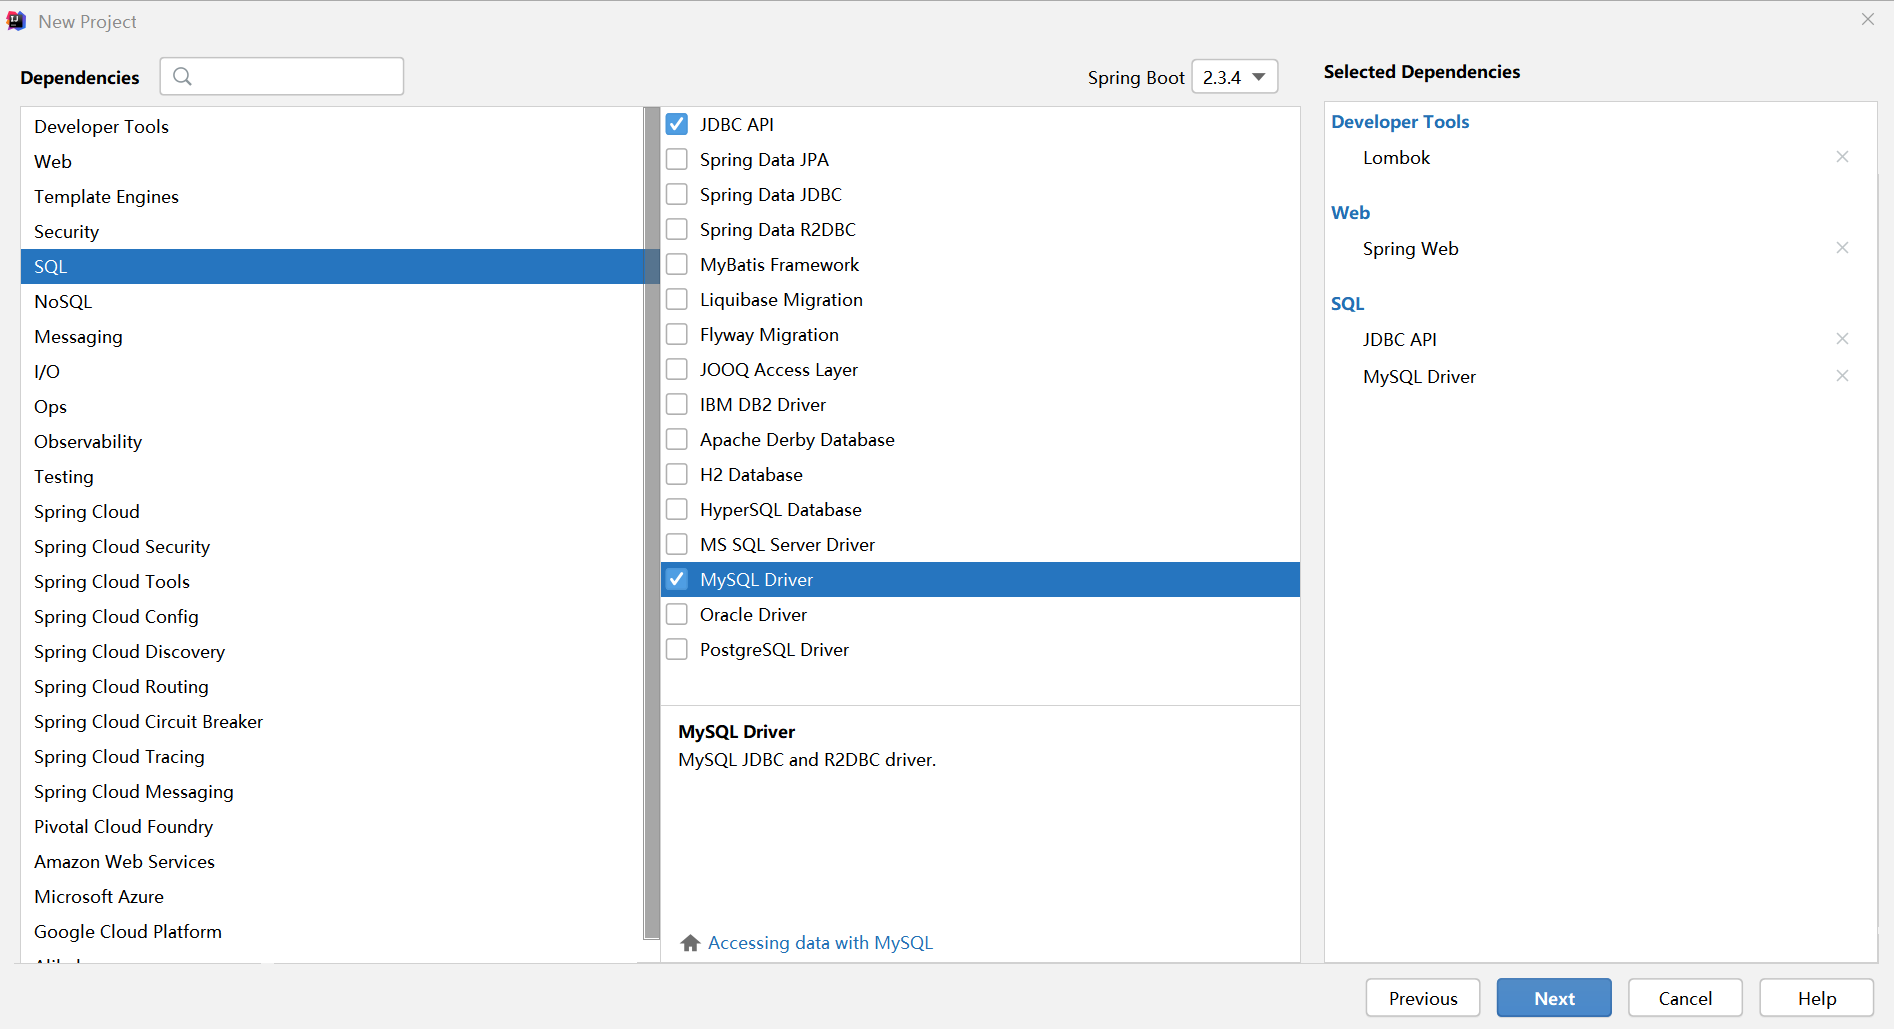 New Project
Dependencies
Spring Boot 2.3.4
Selected Dependencies
Developer Tools
Web
Template Engines
Security
SQL
NoSQL
Messaging
I/O
Ops
Observability
Testing
Spring Cloud
Spring Cloud Security
Spring Cloud Tools
Spring Cloud Config
Spring Cloud Discovery
Spring Cloud Routing
Spring Cloud Circuit Breaker
Spring Cloud Tracing
Spring Cloud Messaging
Pivotal Cloud Foundry
Amazon Web Services
Microsoft Azure
Google Cloud Platform
JDBC API
Spring Data JPA
Spring Data JDBC
Spring Data R2DBC
MyBatis Framework
Liquibase Migration
Flyway Migration
JOOQ Access Layer
IBM DB2 Driver
Apache Derby Database
H2 Database
HyperSQL Database
MS SQL Server Driver
MySQL Driver
Oracle Driver
PostgreSQL Driver
MySQL Driver
MySQL JDBC and R2DBC driver.
Accessing data with MySQL
Developer Tools
Lombok
Web
Spring Web
SQL
JDBC API
MySQL Driver
Previous
Next
Cancel
Help